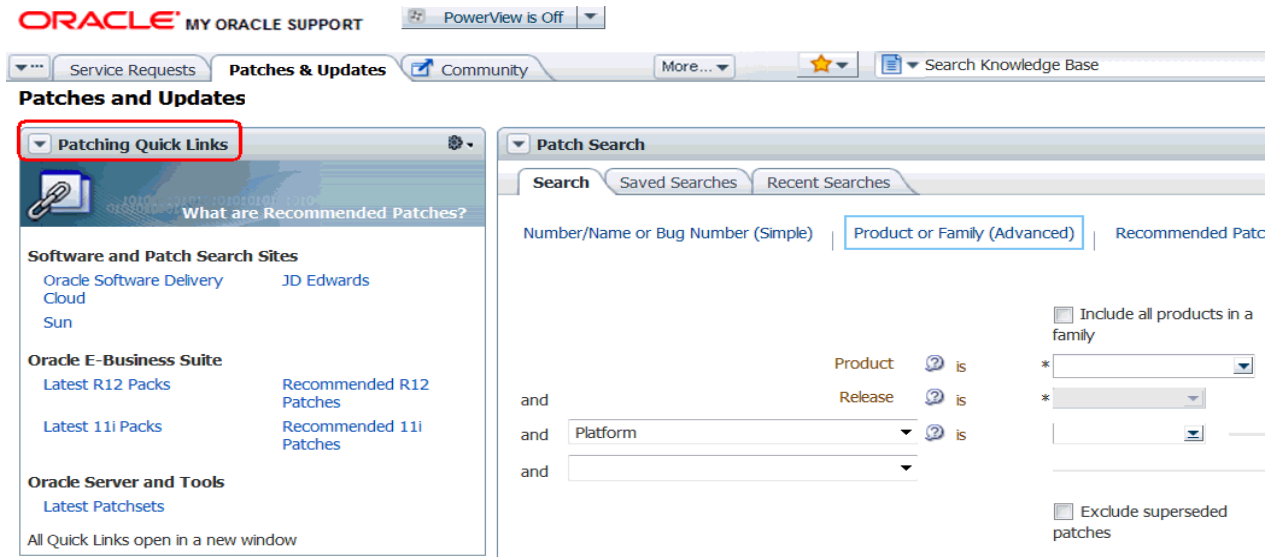 ORACLE MY ORACLE SUPPORT
PowerView is Off
Service Requests
Patches & Updates
Community
More...
Search Knowledge Base
Patches and Updates
Patching Quick Links
What are Recommended Patches?
Software and Patch Search Sites
Oracle Software Delivery
Cloud
JD Edwards
Sun
Oracle E-Business Suite
Latest R12 Packs
Recommended R12
Patches
Latest 11i Packs
Recommended 11i
Patches
Oracle Server and Tools
Latest Patchsets
All Quick Links open in a new window
Patch Search
Search
Saved Searches
Recent Searches
Number/Name or Bug Number (Simple)
Product or Family (Advanced)
Recommended Patc
Include all products in a
family
Product is *
and Release is *
and Platform is
and
Exclude superseded
patches